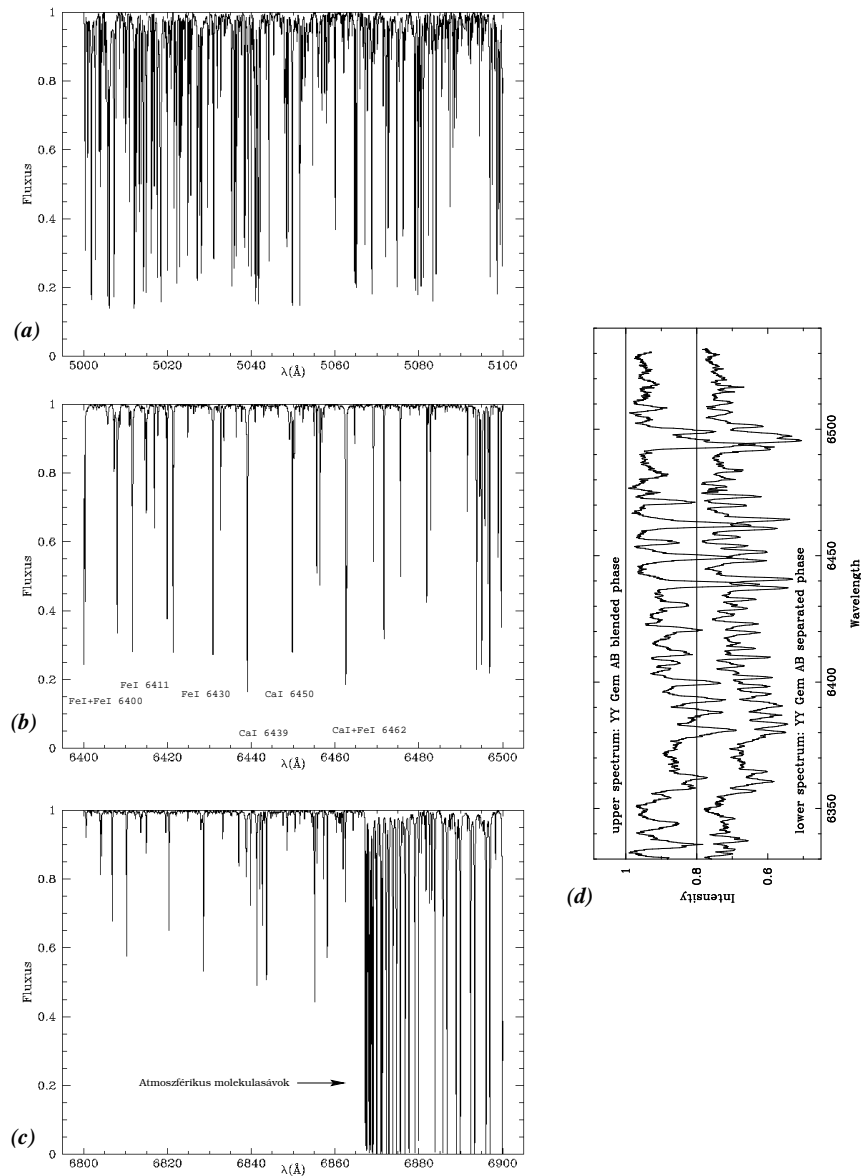 1
0.8
0.6
0.4
0.2
0
Fluxus
5000 5020 5040 5060 5080 5100
λ(Å)
(a)
1
0.8
0.6
0.4
0.2
0
Fluxus
FeI+FeI 6400
FeI 6411
FeI 6430
CaI 6439
CaI 6450
CaI+FeI 6462
6400 6420 6440 6460 6480 6500
λ(Å)
(b)
1
0.8
0.6
0.4
0.2
0
Fluxus
Atmoszférikus molekulasávok
6800 6820 6840 6860 6880 6900
λ(Å)
(c)
upper spectrum: YY Gem AB blended phase
lower spectrum: YY Gem AB separated phase
1
0.8
0.6
Intensity
6350 6400 6450 6500
Wavelength
(d)